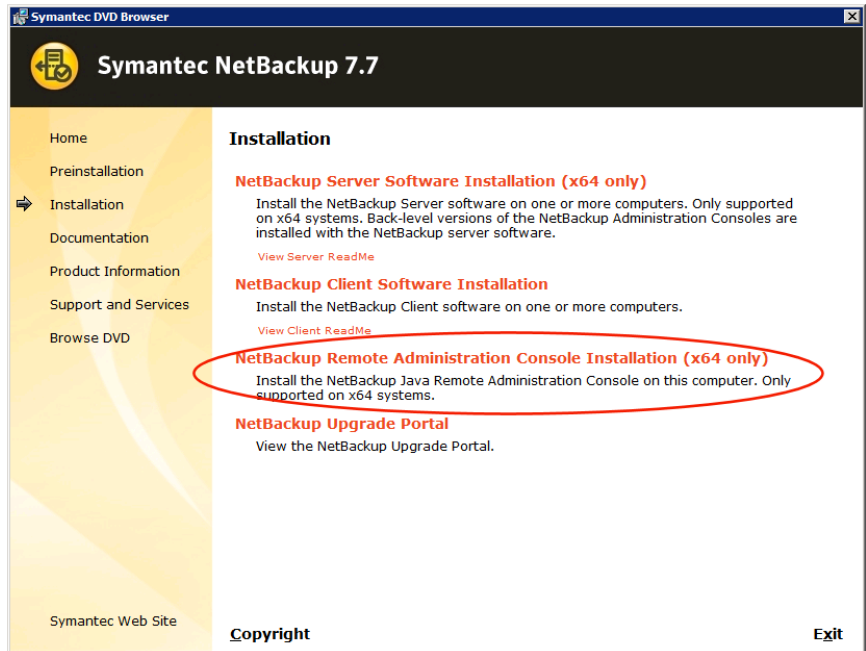 Symantec DVD Browser
Symantec NetBackup 7.7
Home
Preinstallation
Installation
Documentation
Product Information
Support and Services
Browse DVD
Symantec Web Site
Installation
NetBackup Server Software Installation (x64 only)
Install the NetBackup Server software on one or more computers. Only supported
on x64 systems. Back-level versions of the NetBackup Administration Consoles are
installed with the NetBackup server software.
View Server ReadMe
NetBackup Client Software Installation
Install the NetBackup Client software on one or more computers.
View Client ReadMe
NetBackup Remote Administration Console Installation (x64 only)
Install the NetBackup Java Remote Administration Console on this computer. Only
supported on x64 systems.
NetBackup Upgrade Portal
View the NetBackup Upgrade Portal.
Copyright
Exit